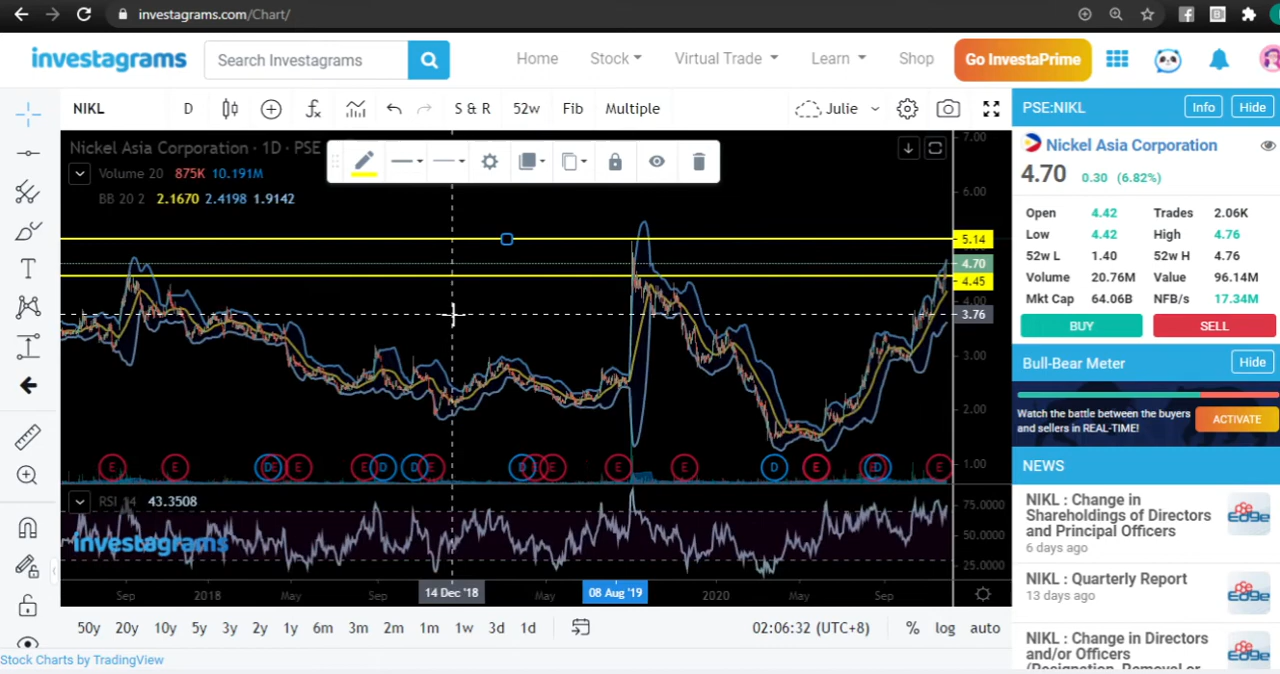 investagrams.com/Chart/
investagrams
Search Investagrams
Home
Stock
Virtual Trade
Learn
Shop
Go InvestaPrime
NIKL
D
S & R
52w
Fib
Multiple
Julie
Nickel Asia Corporation · 1D · PSE
Volume 20 875K 10.191M
BB 20 2 2.1670 2.4198 1.9142
7.00
6.00
5.14
4.70
4.45
4.00
3.76
3.00
2.00
1.00
E E D E E E D D E D E E E E D E D E
RSI 14 43.3508
75.0000
50.0000
25.0000
investagrams
Sep 2018 May Sep 14 Dec '18 May 08 Aug '19 2020 May Sep
50y 20y 10y 5y 3y 2y 1y 6m 3m 2m 1m 1w 3d 1d
02:06:32 (UTC+8) % log auto
Stock Charts by TradingView
PSE:NIKL
Info
Hide
Nickel Asia Corporation
4.70 0.30 (6.82%)
Open 4.42 Trades 2.06K
Low 4.42 High 4.76
52w L 1.40 52w H 4.76
Volume 20.76M Value 96.14M
Mkt Cap 64.06B NFB/s 17.34M
BUY
SELL
Bull-Bear Meter
Hide
Watch the battle between the buyers
and sellers in REAL-TIME!
ACTIVATE
NEWS
NIKL : Change in
Shareholdings of Directors
and Principal Officers
6 days ago
EDGE
NIKL : Quarterly Report
13 days ago
EDGE
NIKL : Change in Directors
and/or Officers
(Resignation, Removal or
EDGE